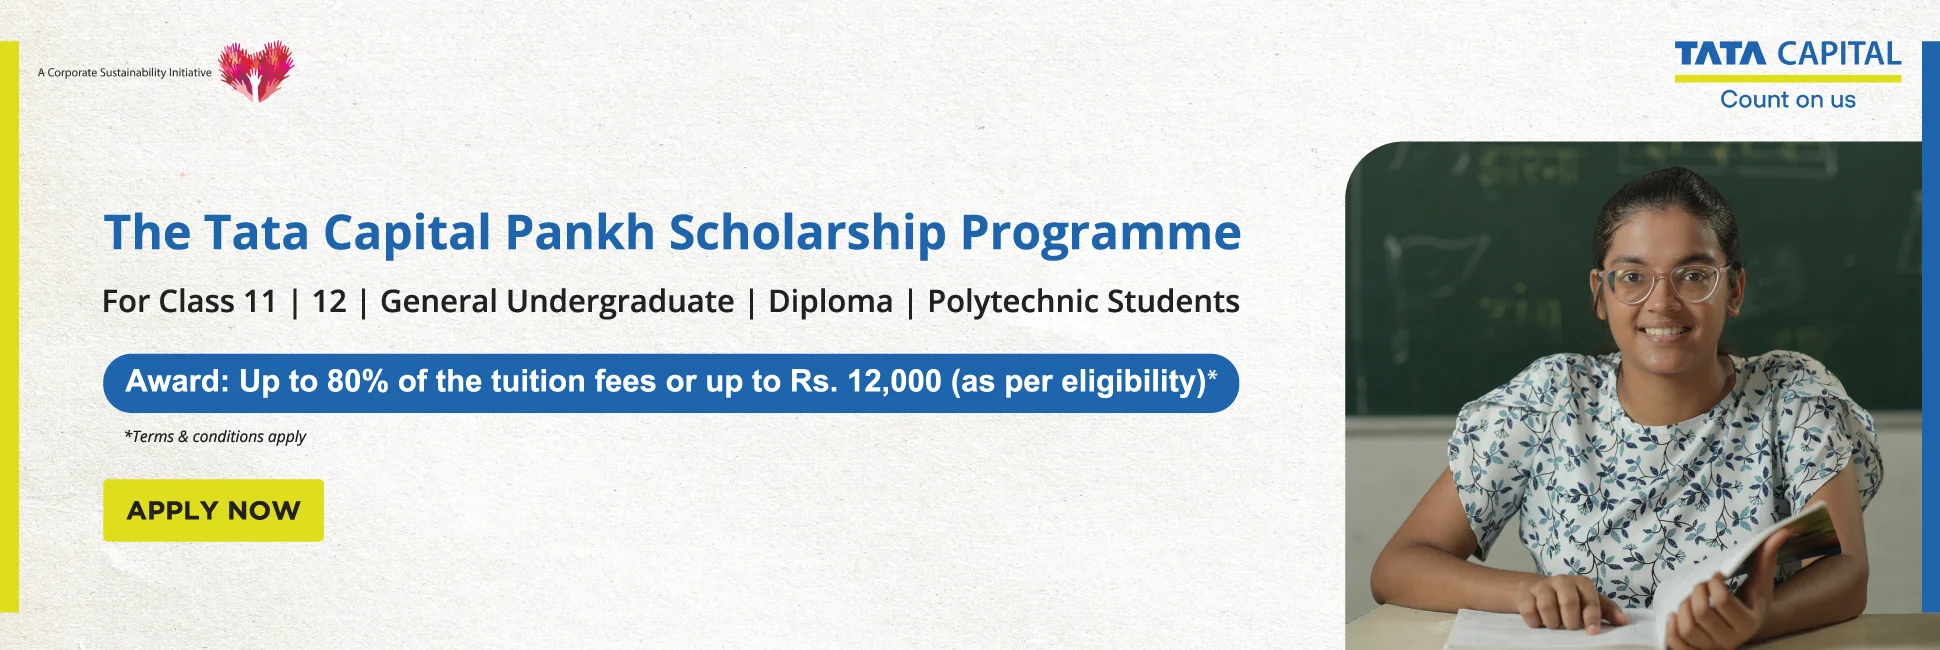 A Corporate Sustainability Initiative
TATA CAPITAL
Count on us
The Tata Capital Pankh Scholarship Programme
For Class 11 | 12 | General Undergraduate | Diploma | Polytechnic Students
Award: Up to 80% of the tuition fees or up to Rs. 12,000 (as per eligibility)*
*Terms & conditions apply
APPLY NOW